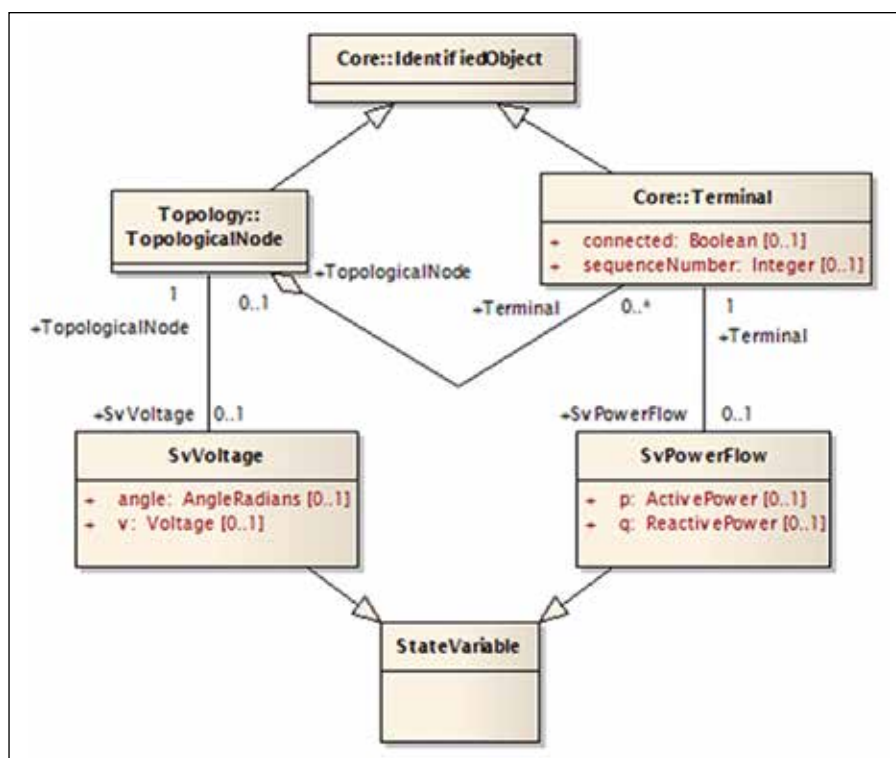 Core::IdentifiedObject
Topology::
TopologicalNode
Core::Terminal
+ connected: Boolean [0..1]
+ sequenceNumber: Integer [0..1]
+TopologicalNode
1
0..1
+TopologicalNode
+Terminal
0..*
1
+Terminal
+SvVoltage
0..1
+SvPowerFlow
0..1
SvVoltage
+ angle: AngleRadians [0..1]
+ v: Voltage [0..1]
SvPowerFlow
+ p: ActivePower [0..1]
+ q: ReactivePower [0..1]
StateVariable